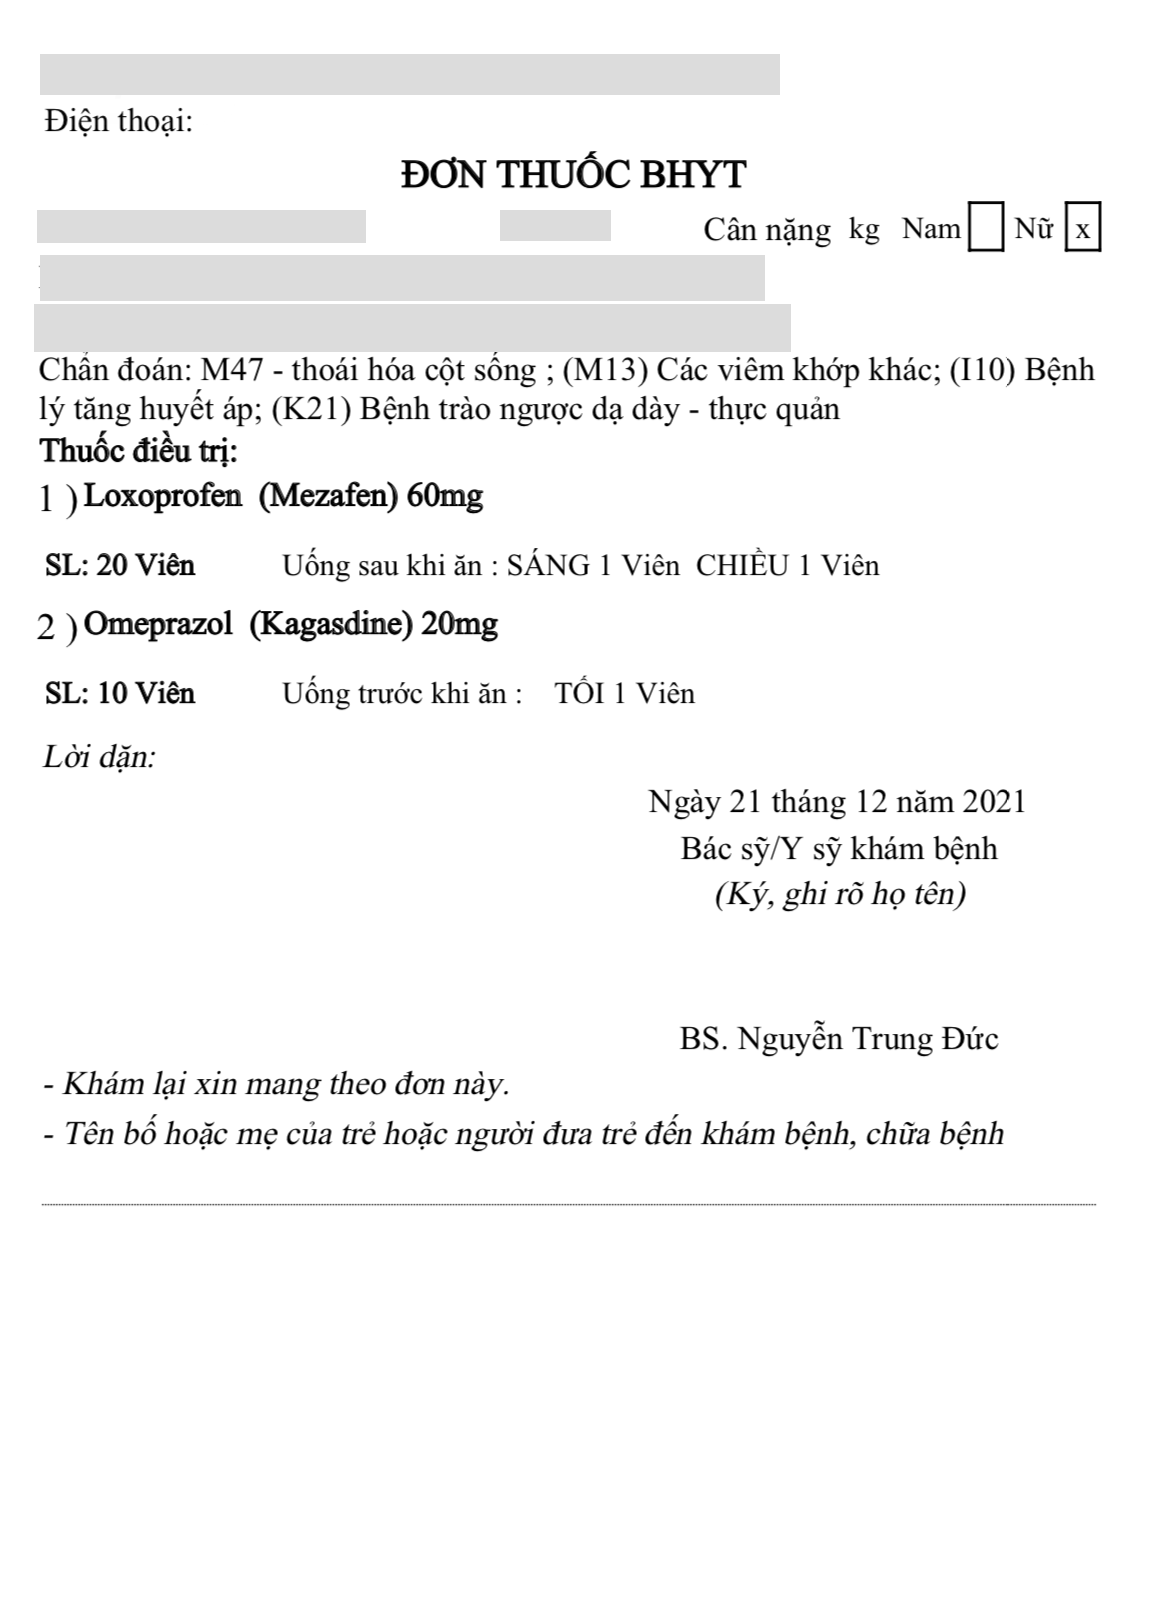 Điện thoại:
ĐƠN THUỐC BHYT
Cân nặng kg Nam Nữ x
Chẩn đoán: M47 - thoái hóa cột sống ; (M13) Các viêm khớp khác; (I10) Bệnh
lý tăng huyết áp; (K21) Bệnh trào ngược dạ dày - thực quản
Thuốc điều trị:
1 ) Loxoprofen (Mezafen) 60mg
SL: 20 Viên Uống sau khi ăn : SÁNG 1 Viên CHIỀU 1 Viên
2 ) Omeprazol (Kagasdine) 20mg
SL: 10 Viên Uống trước khi ăn : TỐI 1 Viên
Lời dặn:
Ngày 21 tháng 12 năm 2021
Bác sỹ/Y sỹ khám bệnh
(Ký, ghi rõ họ tên)
BS. Nguyễn Trung Đức
- Khám lại xin mang theo đơn này.
- Tên bố hoặc mẹ của trẻ hoặc người đưa trẻ đến khám bệnh, chữa bệnh